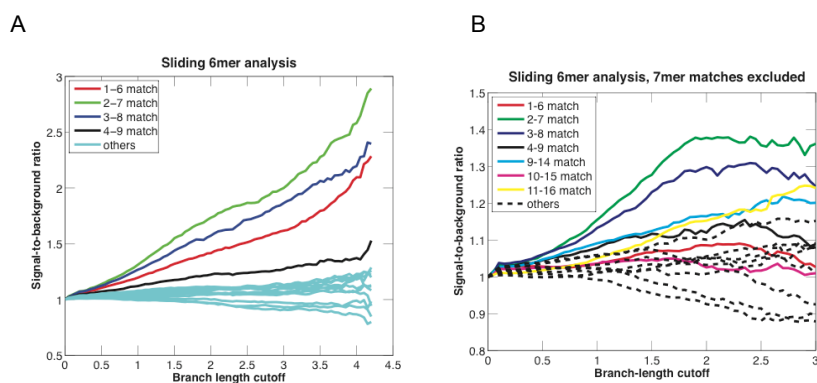 A
B
Sliding 6mer analysis
3
2.5
2
1.5
1
0.5
0
0.5
1
1.5
2
2.5
3
3.5
4
4.5
Signal-to-background ratio
Branch length cutoff
1–6 match
2–7 match
3–8 match
4–9 match
others
Sliding 6mer analysis, 7mer matches excluded
1.5
1.4
1.3
1.2
1.1
1.0
0.9
0.8
0
0.5
1
1.5
2
2.5
3
Signal-to-background ratio
Branch-length cutoff
1-6 match
2-7 match
3-8 match
4-9 match
9-14 match
10-15 match
11-16 match
others